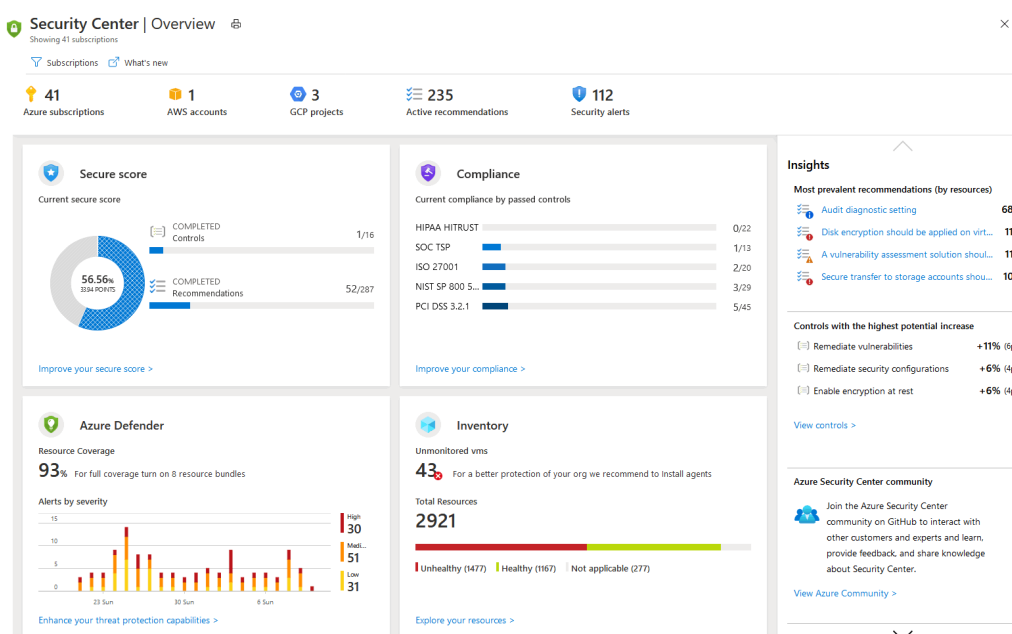 Security Center | Overview
Showing 41 subscriptions
Subscriptions What's new
41 1 3 235 112
Azure subscriptions AWS accounts GCP projects Active recommendations Security alerts
Secure score
Current secure score
COMPLETED
Controls 1/16
56.56%
3394 POINTS
COMPLETED
Recommendations 52/287
Improve your secure score >
Compliance
Current compliance by passed controls
HIPAA HITRUST 0/22
SOC TSP 1/13
ISO 27001 2/20
NIST SP 800 5... 3/29
PCI DSS 3.2.1 5/45
Improve your compliance >
Azure Defender
Resource Coverage
93% For full coverage turn on 8 resource bundles
Alerts by severity
15
10
5
0
23 Sun 30 Sun 6 Sun
High
30
Medi...
51
Low
31
Enhance your threat protection capabilities >
Inventory
Unmonitored vms
43 For a better protection of your org we recommend to Install agents
Total Resources
2921
Unhealthy (1477) Healthy (1167) Not applicable (277)
Explore your resources >
Insights
Most prevalent recommendations (by resources)
Audit diagnostic setting 68
Disk encryption should be applied on virt... 11
A vulnerability assessment solution shoul... 11
Secure transfer to storage accounts shou... 10
Controls with the highest potential increase
Remediate vulnerabilities +11% (6p
Remediate security configurations +6% (4p
Enable encryption at rest +6% (4p
View controls >
Azure Security Center community
Join the Azure Security Center
community on GitHub to interact with
other customers and experts and learn,
provide feedback, and share knowledge
about Security Center.
View Azure Community >